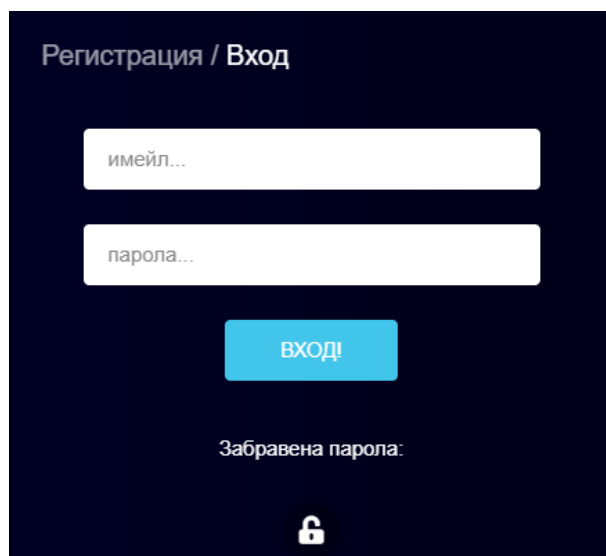 Регистрация / Вход
имейл...
парола...
ВХОД!
Забравена парола: